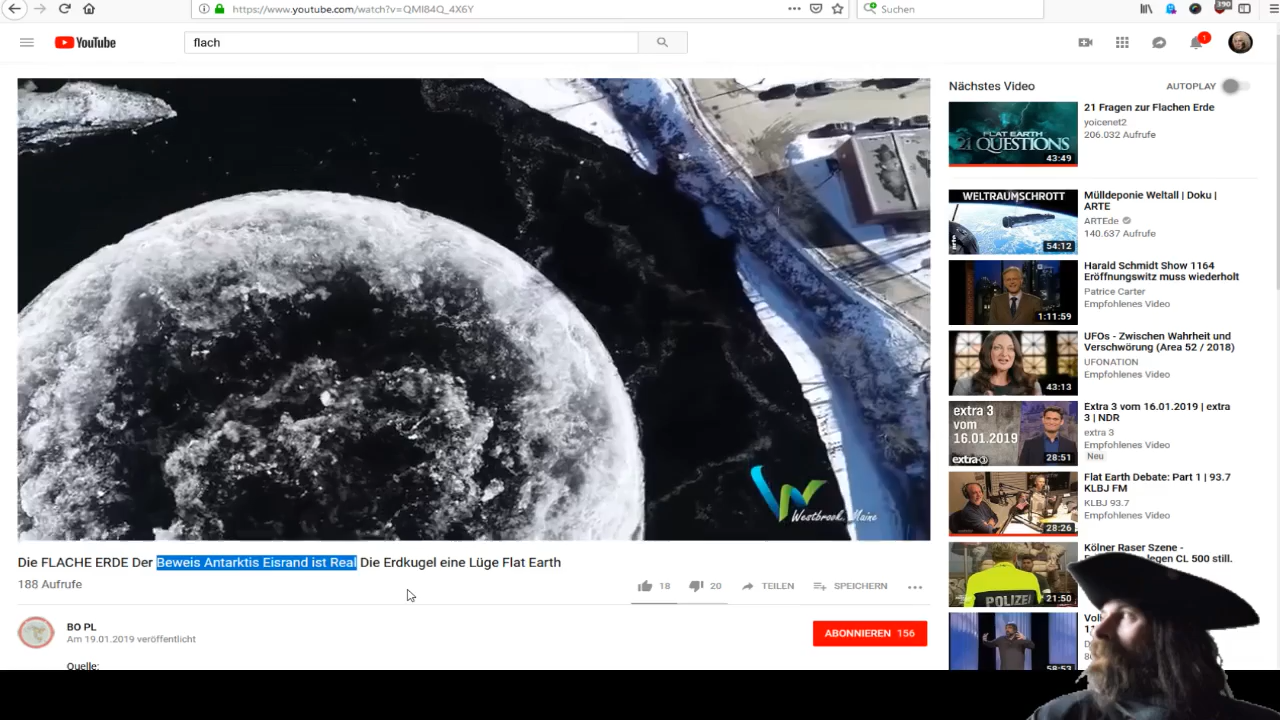 https://www.youtube.com/watch?v=QMI84Q_4X6Y
Suchen
390
YouTube
flach
1
Westbrook, Maine
Die FLACHE ERDE Der Beweis Antarktis Eisrand ist Real Die Erdkugel eine Lüge Flat Earth
188 Aufrufe
18
20
TEILEN
SPEICHERN
BO PL
Am 19.01.2019 veröffentlicht
ABONNIEREN 156
Quelle:
Nächstes Video
AUTOPLAY
FLAT EARTH
21 QUESTIONS
43:49
21 Fragen zur Flachen Erde
yoicenet2
206.032 Aufrufe
WELTRAUMSCHROTT
54:12
Mülldeponie Weltall | Doku |
ARTE
ARTEde
140.637 Aufrufe
1:11:59
Harald Schmidt Show 1164
Eröffnungswitz muss wiederholt
Patrice Carter
Empfohlenes Video
43:13
UFOs - Zwischen Wahrheit und
Verschwörung (Area 52 / 2018)
UFONATION
Empfohlenes Video
extra 3
vom
16.01.2019
extra 3
28:51
Extra 3 vom 16.01.2019 | extra
3 | NDR
extra 3
Empfohlenes Video
Neu
28:26
Flat Earth Debate: Part 1 | 93.7
KLBJ FM
KLBJ 93.7
Empfohlenes Video
POLIZEI
21:50
Kölner Raser Szene -
legen CL 500 still.
58:53